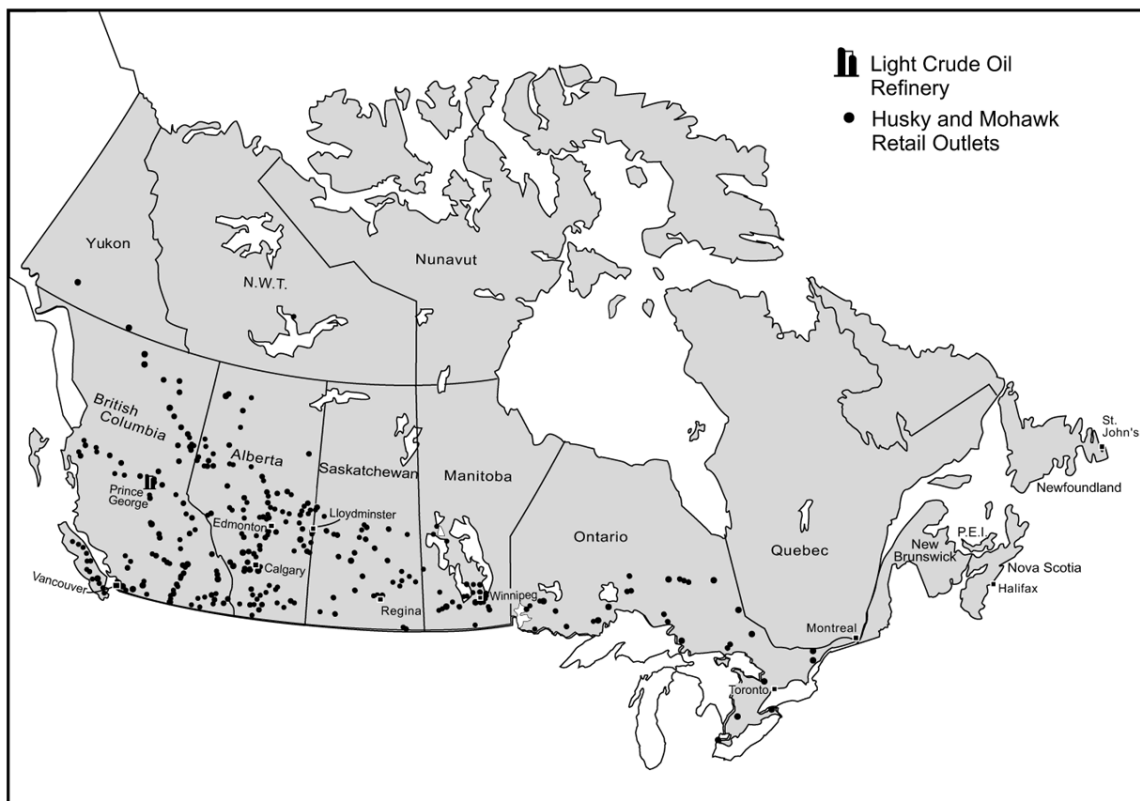 Light Crude Oil
Refinery
Husky and Mohawk
Retail Outlets
Yukon
N.W.T.
Nunavut
British
Columbia
Alberta
Saskatchewan
Manitoba
Prince
George
Edmonton
Lloydminster
Calgary
Vancouver
Regina
Winnipeg
Ontario
Quebec
St.
John's
Newfoundland
P.E.I.
New
Brunswick
Nova Scotia
Halifax
Montreal
Toronto